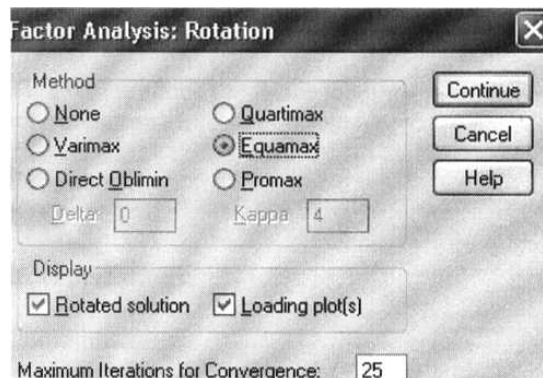 Factor Analysis: Rotation
Method
None
Quartimax
Varimax
Equamax
Direct Oblimin
Promax
Delta: 0
Kappa 4
Display
Rotated solution
Loading plot(s)
Maximum Iterations for Convergence: 25
Continue
Cancel
Help